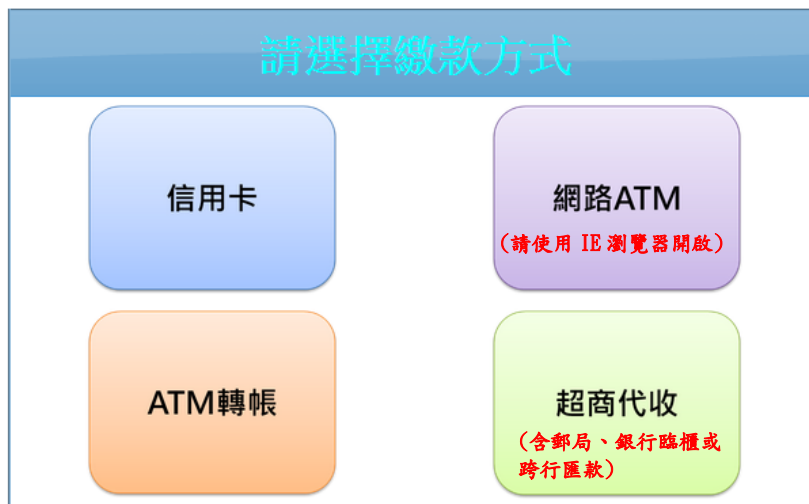 請選擇繳款方式
信用卡
網路ATM
(請使用 IE 瀏覽器開啟)
ATM轉帳
超商代收
(含郵局、銀行臨櫃或
跨行匯款)